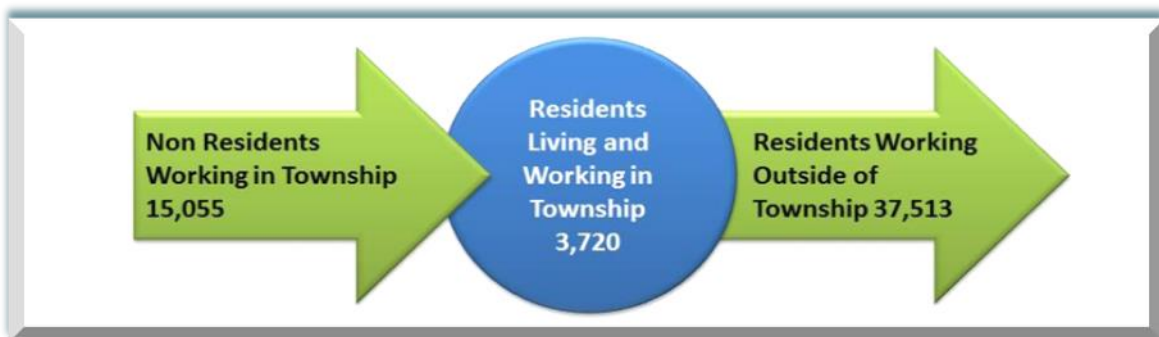 Non Residents
Working in Township
15,055
Residents
Living and
Working in
Township
3,720
Residents Working
Outside of
Township 37,513